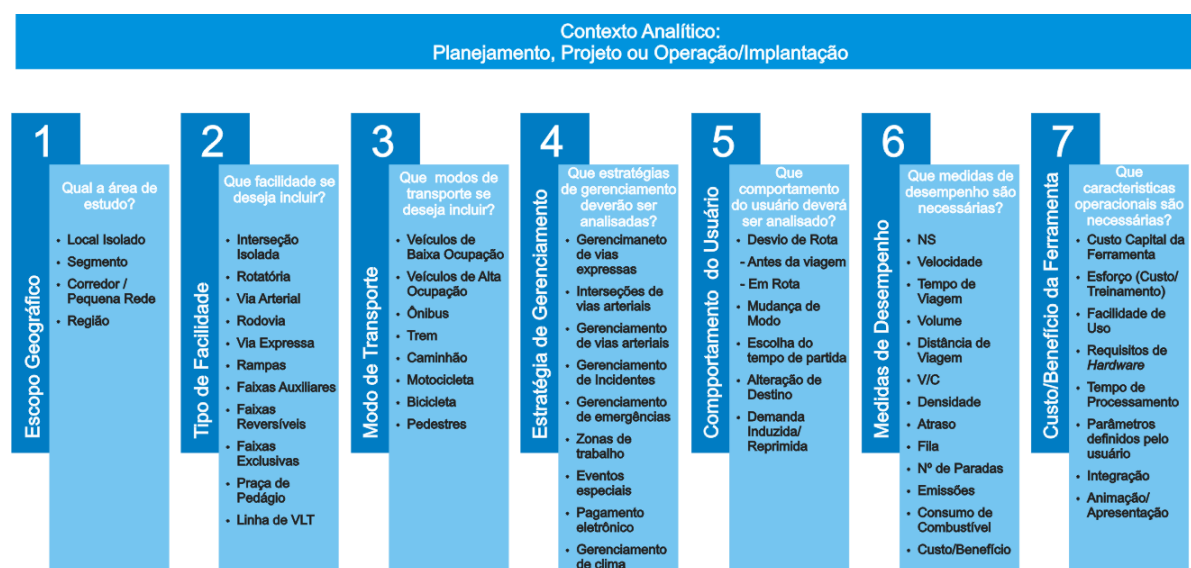 Contexto Analítico:
Planejamento, Projeto ou Operação/Implantação
1
Escopo Geográfico
Qual a área de
estudo?
• Local Isolado
• Segmento
• Corredor /
Pequena Rede
• Região
2
Tipo de Facilidade
Que facilidade se
deseja incluir?
• Interseção
Isolada
• Rotatória
• Via Arterial
• Rodovia
• Via Expressa
• Rampas
• Faixas Auxiliares
• Faixas
Reversíveis
• Faixas
Exclusivas
• Praça de
Pedágio
• Linha de VLT
3
Modo de Transporte
Que modos de
transporte se
deseja incluir?
• Veículos de
Baixa Ocupação
• Veículos de Alta
Ocupação
• Ônibus
• Trem
• Caminhão
• Motocicleta
• Bicicleta
• Pedestres
4
Estratégia de Gerenciamento
Que estratégias
de gerenciamento
deverão ser
analisadas?
• Gerencimaneto
de vias
expressas
• Interseções de
vias arteriais
• Gerenciamento
de vias arteriais
• Gerenciamento
de Incidentes
• Gerenciamento
de emergências
• Zonas de
trabalho
• Eventos
especiais
• Pagamento
eletrônico
• Gerenciamento
de clima
5
Compportamento do Usuário
Que
comportamento
do usuário deverá
ser analisado?
• Desvio de Rota
- Antes da viagem
- Em Rota
• Mudança de
Modo
• Escolha do
tempo de partida
• Alteração de
Destino
• Demanda
Induzida/
Reprimida
6
Medidas de Desempenho
Que medidas de
desempenho são
necessárias?
• NS
• Velocidade
• Tempo de
Viagem
• Volume
• Distância de
Viagem
• V/C
• Densidade
• Atraso
• Fila
• Nº de Paradas
• Emissões
• Consumo de
Combustível
• Custo/Benefício
7
Custo/Benefício da Ferramenta
Que
caracteristicas
operacionais são
necessárias?
• Custo Capital da
Ferramenta
• Esforço (Custo/
Treinamento)
• Facilidade de
Uso
• Requisitos de
Hardware
• Tempo de
Processamento
• Parâmetros
definidos pelo
usuário
• Integração
• Animação/
Apresentação